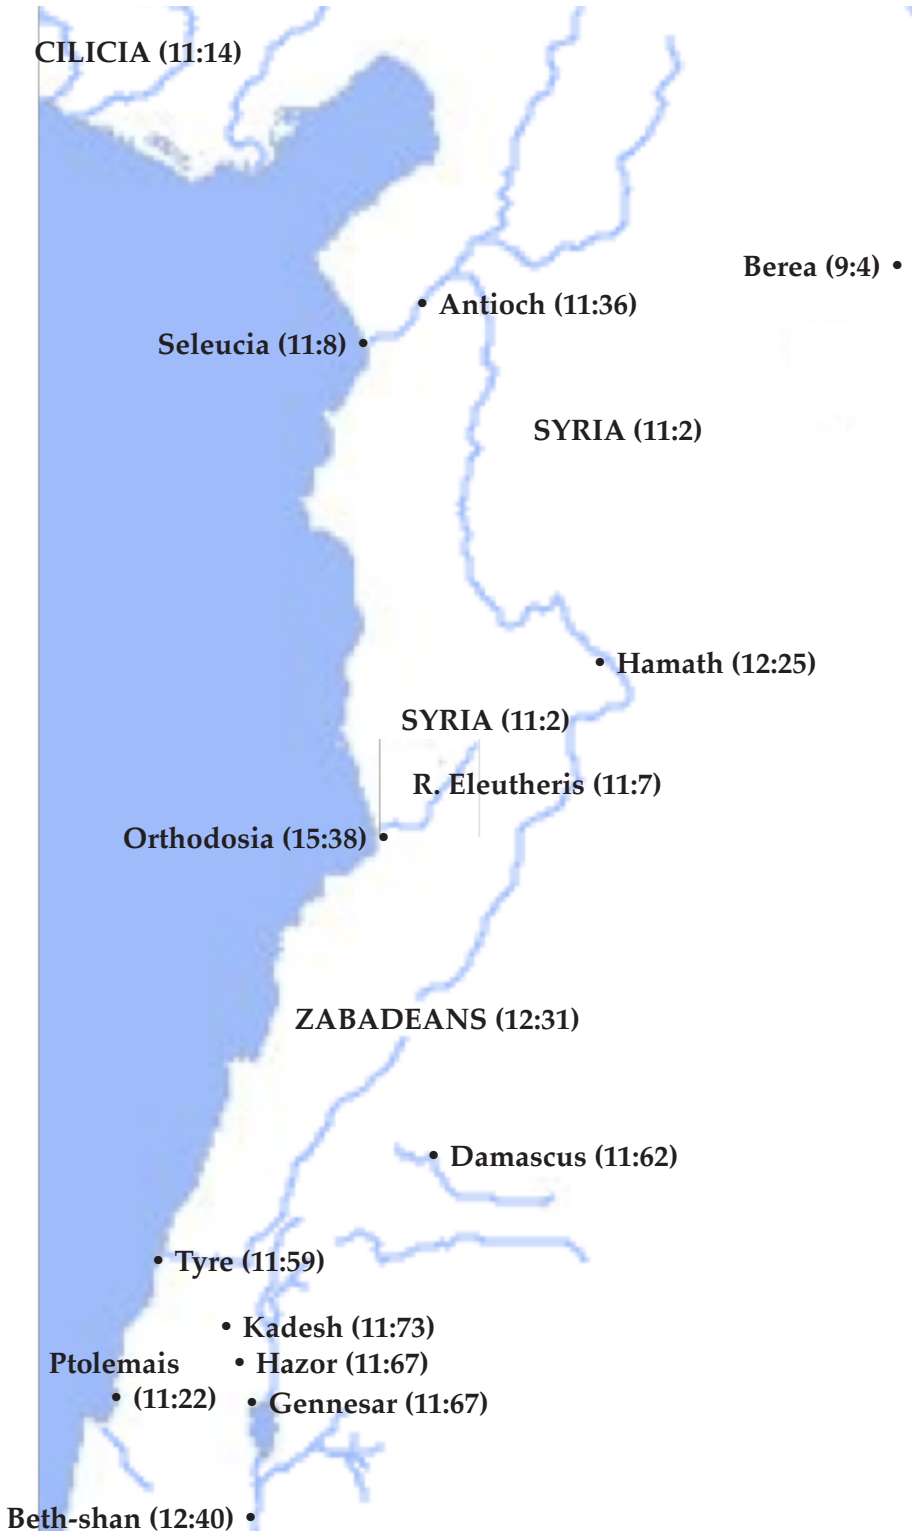 CILICIA (11:14)
Berea (9:4)
Antioch (11:36)
Seleucia (11:8)
SYRIA (11:2)
Hamath (12:25)
SYRIA (11:2)
R. Eleutheris (11:7)
Orthodosia (15:38)
ZABADEANS (12:31)
Damascus (11:62)
Tyre (11:59)
Kadesh (11:73)
Ptolemais
Hazor (11:67)
(11:22)
Gennesar (11:67)
Beth-shan (12:40)